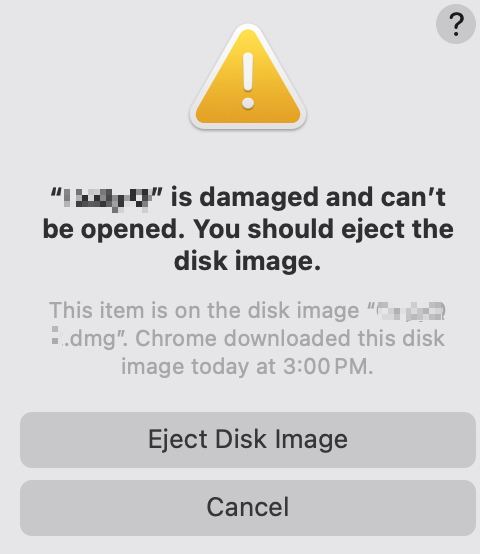 ?
“ ” is damaged and can’t
be opened. You should eject the
disk image.
This item is on the disk image “
.dmg”. Chrome downloaded this disk
image today at 3:00 PM.
Eject Disk Image
Cancel